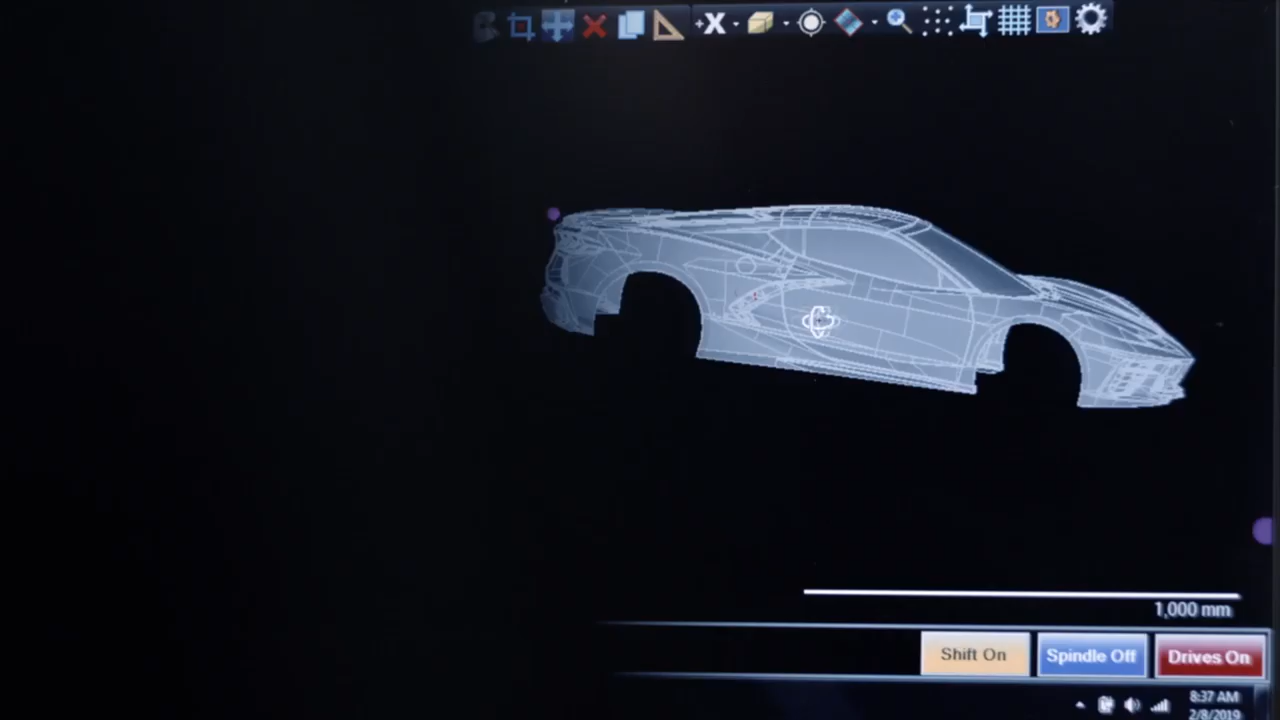 +X
1,000 mm
Shift On
Spindle Off
Drives On
8:37 AM
2/8/2019